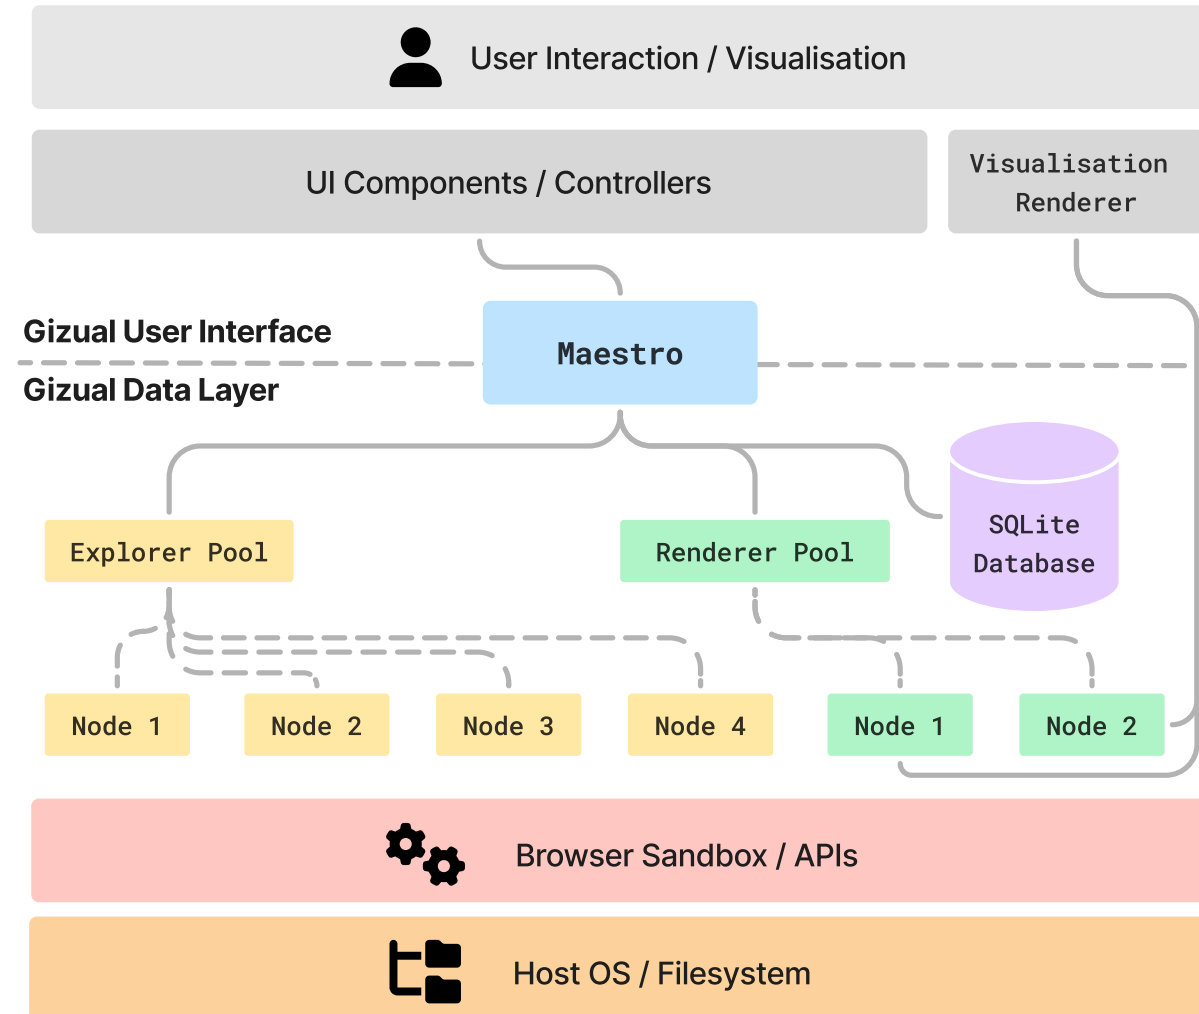 User Interaction / Visualisation
UI Components / Controllers
Visualisation
Renderer
Gizual User Interface
Maestro
Gizual Data Layer
SQLite
Database
Explorer Pool
Renderer Pool
Node 1
Node 2
Node 3
Node 4
Node 1
Node 2
Browser Sandbox / APIs
Host OS / Filesystem